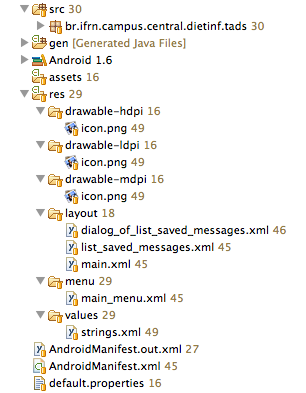 src 30
br.ifrn.campus.central.dietinf.tads 30
gen [Generated Java Files]
Android 1.6
assets 16
res 29
drawable-hdpi 16
icon.png 49
drawable-ldpi 16
icon.png 49
drawable-mdpi 16
icon.png 49
layout 18
dialog_of_list_saved_messages.xml 46
list_saved_messages.xml 45
main.xml 45
menu 29
main_menu.xml 45
values 29
strings.xml 49
AndroidManifest.out.xml 27
AndroidManifest.xml 45
default.properties 16